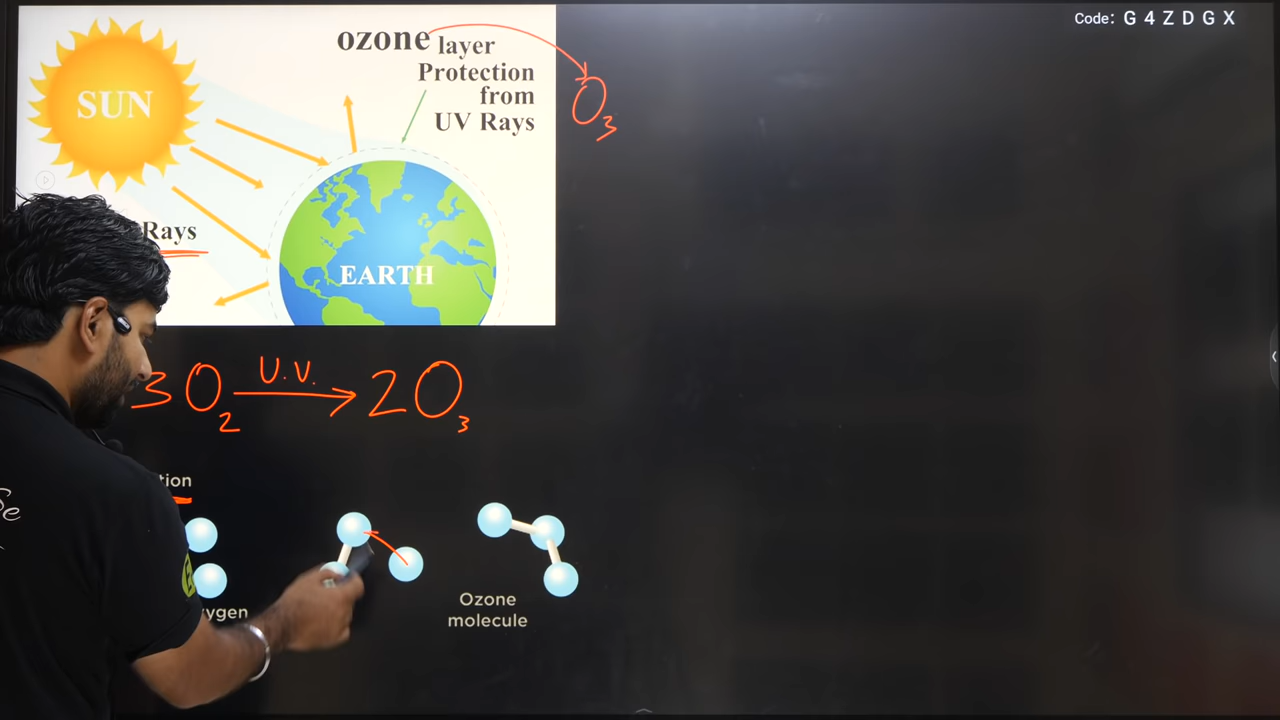 Code: G 4 Z D G X
SUN
ozone layer
Protection
from
UV Rays
O3
Rays
EARTH
3O2 U.V. → 2O3
tion
ygen
Ozone
molecule